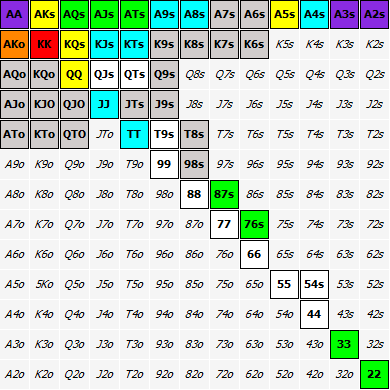 AA AKs AQs AJs ATs A9s A8s A7s A6s A5s A4s A3s A2s
AKo KK KQs KJs KTs K9s K8s K7s K6s K5s K4s K3s K2s
AQo KQo QQ QJs QTs Q9s Q8s Q7s Q6s Q5s Q4s Q3s Q2s
AJo KJO QJO JJ JTs J9s J8s J7s J6s J5s J4s J3s J2s
ATo KTo QTO JTo TT T9s T8s T7s T6s T5s T4s T3s T2s
A9o K9o Q9o J9o T9o 99 98s 97s 96s 95s 94s 93s 92s
A8o K8o Q8o J8o T8o 98o 88 87s 86s 85s 84s 83s 82s
A7o K7o Q7o J7o T7o 97o 87o 77 76s 75s 74s 73s 72s
A6o K6o Q6o J6o T6o 96o 86o 76o 66 65s 64s 63s 62s
A5o 5Ko Q5o J5o T5o 95o 85o 75o 65o 55 54s 53s 52s
A4o K4o Q4o J4o T4o 94o 84o 74o 64o 54o 44 43s 42s
A3o K3o Q3o J3o T3o 93o 83o 73o 63o 53o 43o 33 32s
A2o K2o Q2o J2o T2o 92o 82o 72o 62o 52o 42o 32o 22